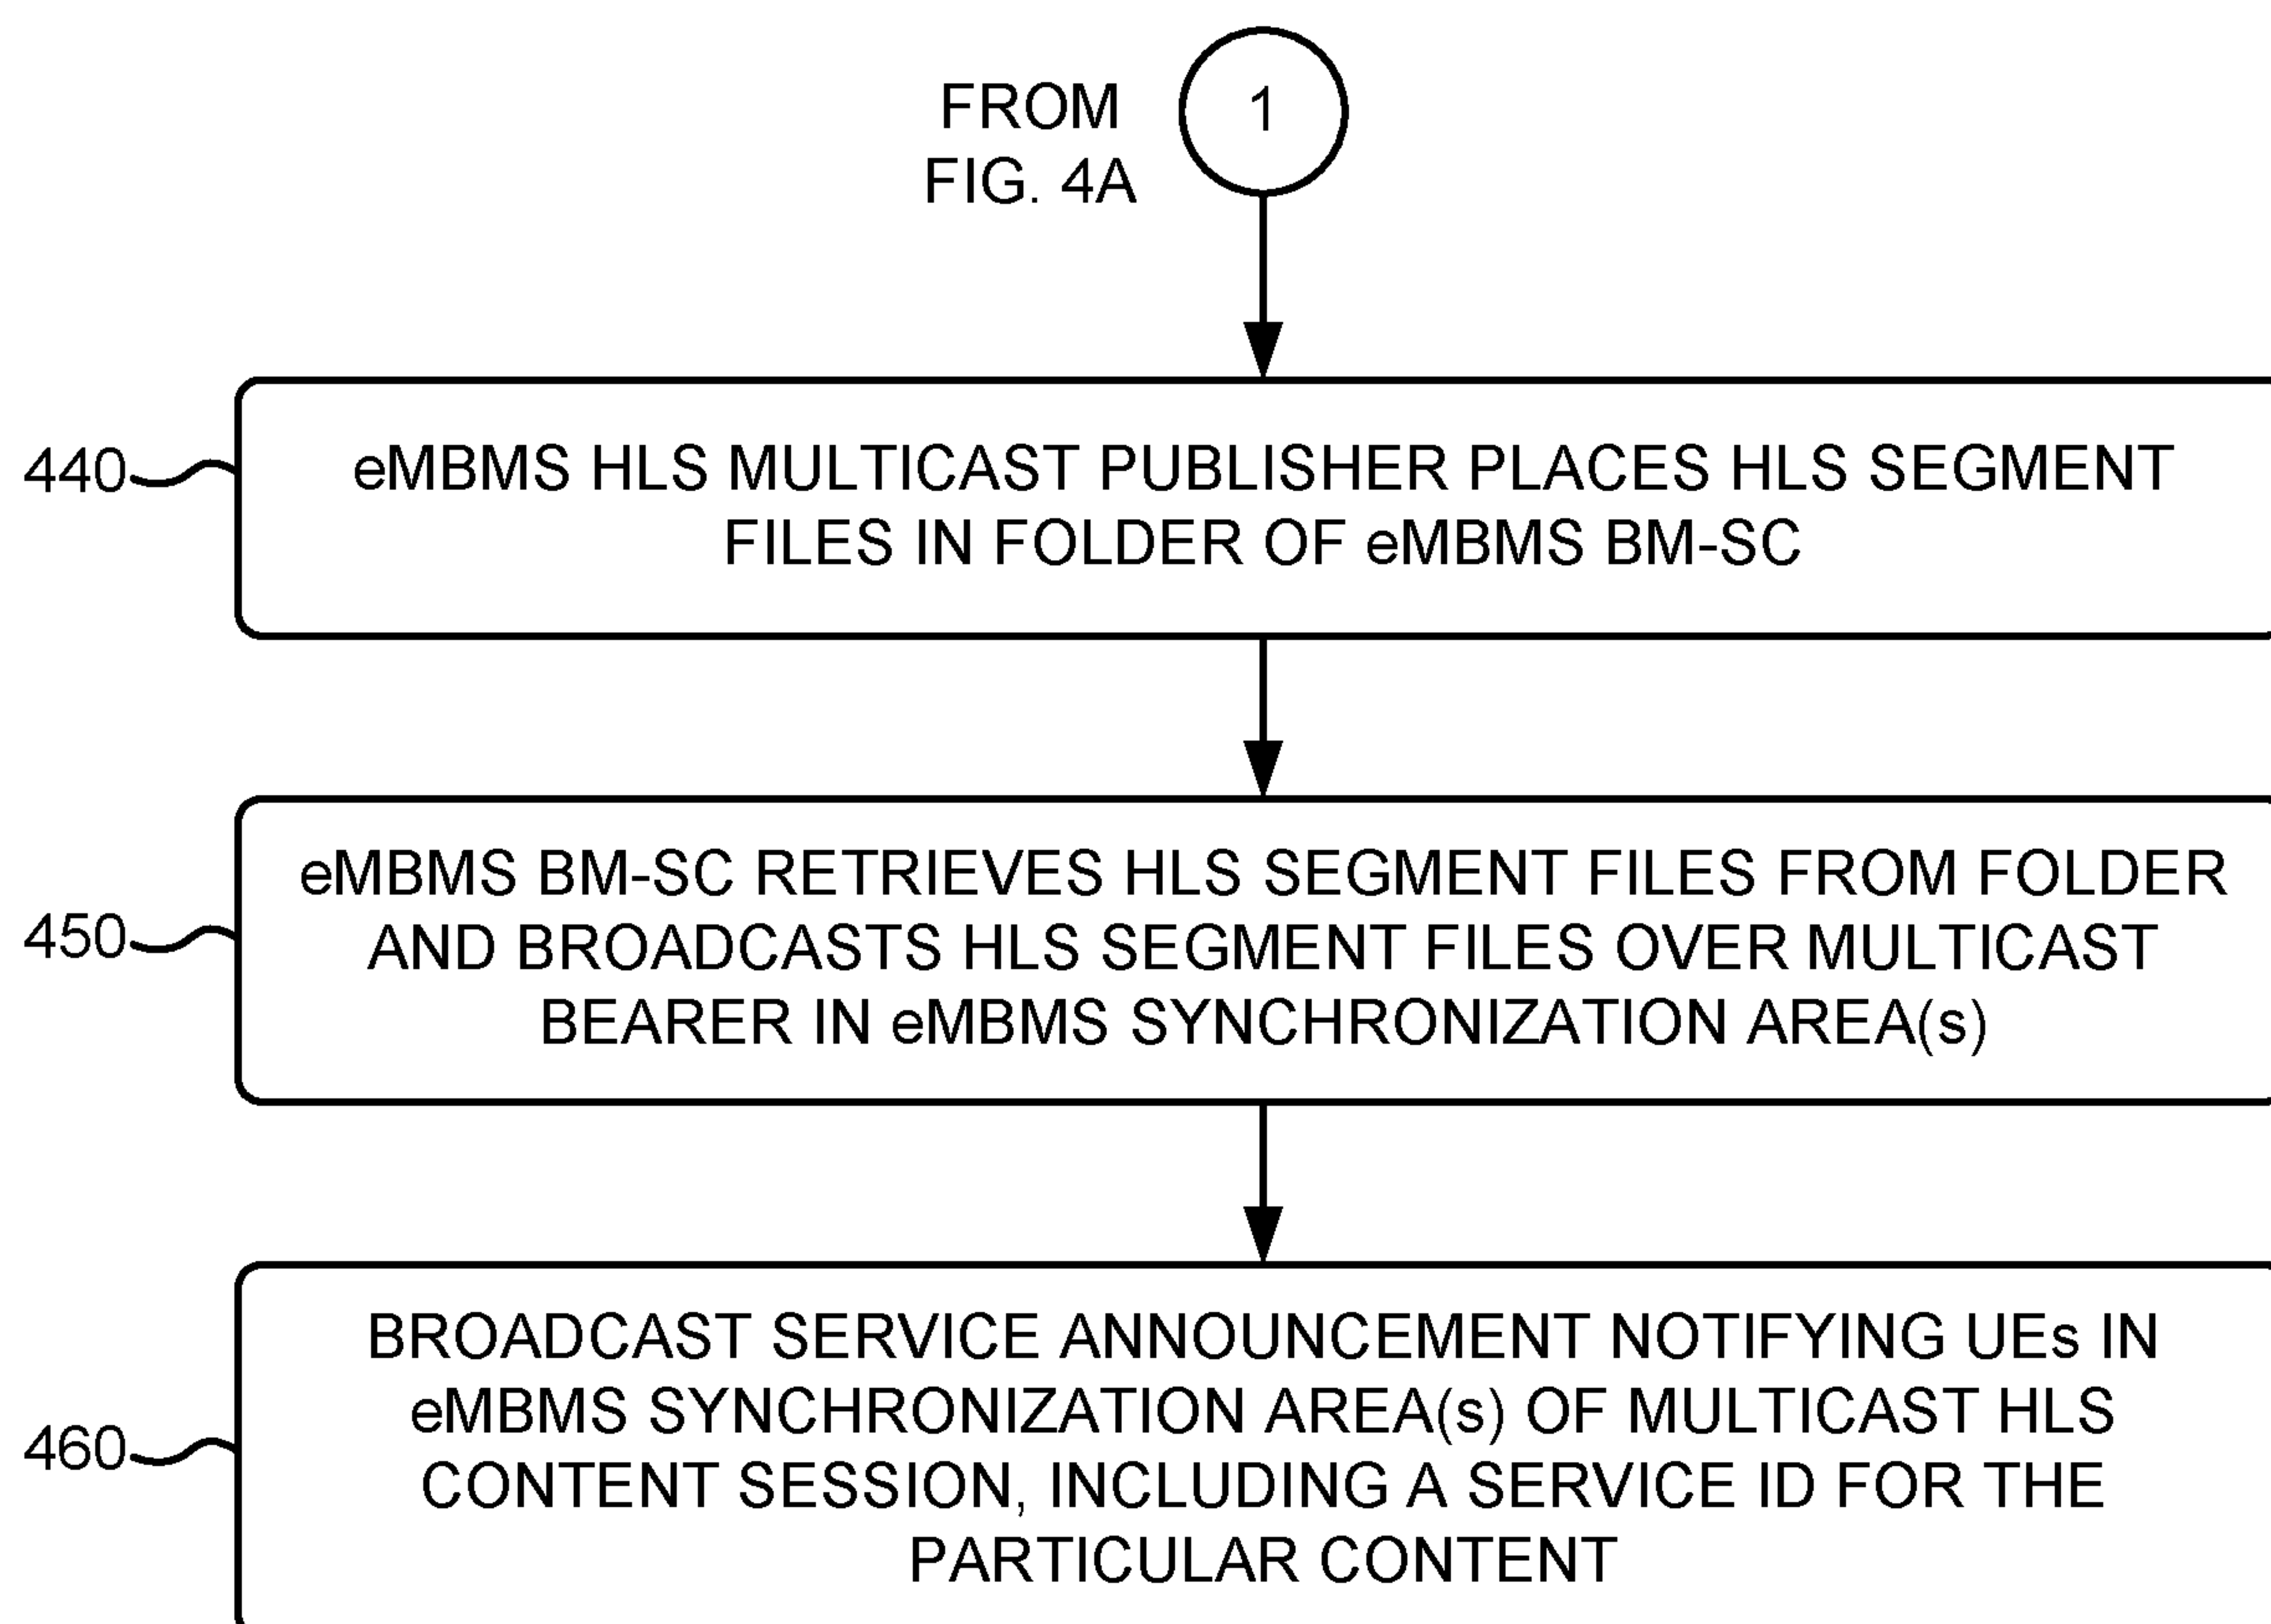 FROM
FIG. 4A
1
440
eMBMS HLS MULTICAST PUBLISHER PLACES HLS SEGMENT
FILES IN FOLDER OF eMBMS BM-SC
450
eMBMS BM-SC RETRIEVES HLS SEGMENT FILES FROM FOLDER
AND BROADCASTS HLS SEGMENT FILES OVER MULTICAST
BEARER IN eMBMS SYNCHRONIZATION AREA(s)
460
BROADCAST SERVICE ANNOUNCEMENT NOTIFYING UEs IN
eMBMS SYNCHRONIZATION AREA(s) OF MULTICAST HLS
CONTENT SESSION, INCLUDING A SERVICE ID FOR THE
PARTICULAR CONTENT